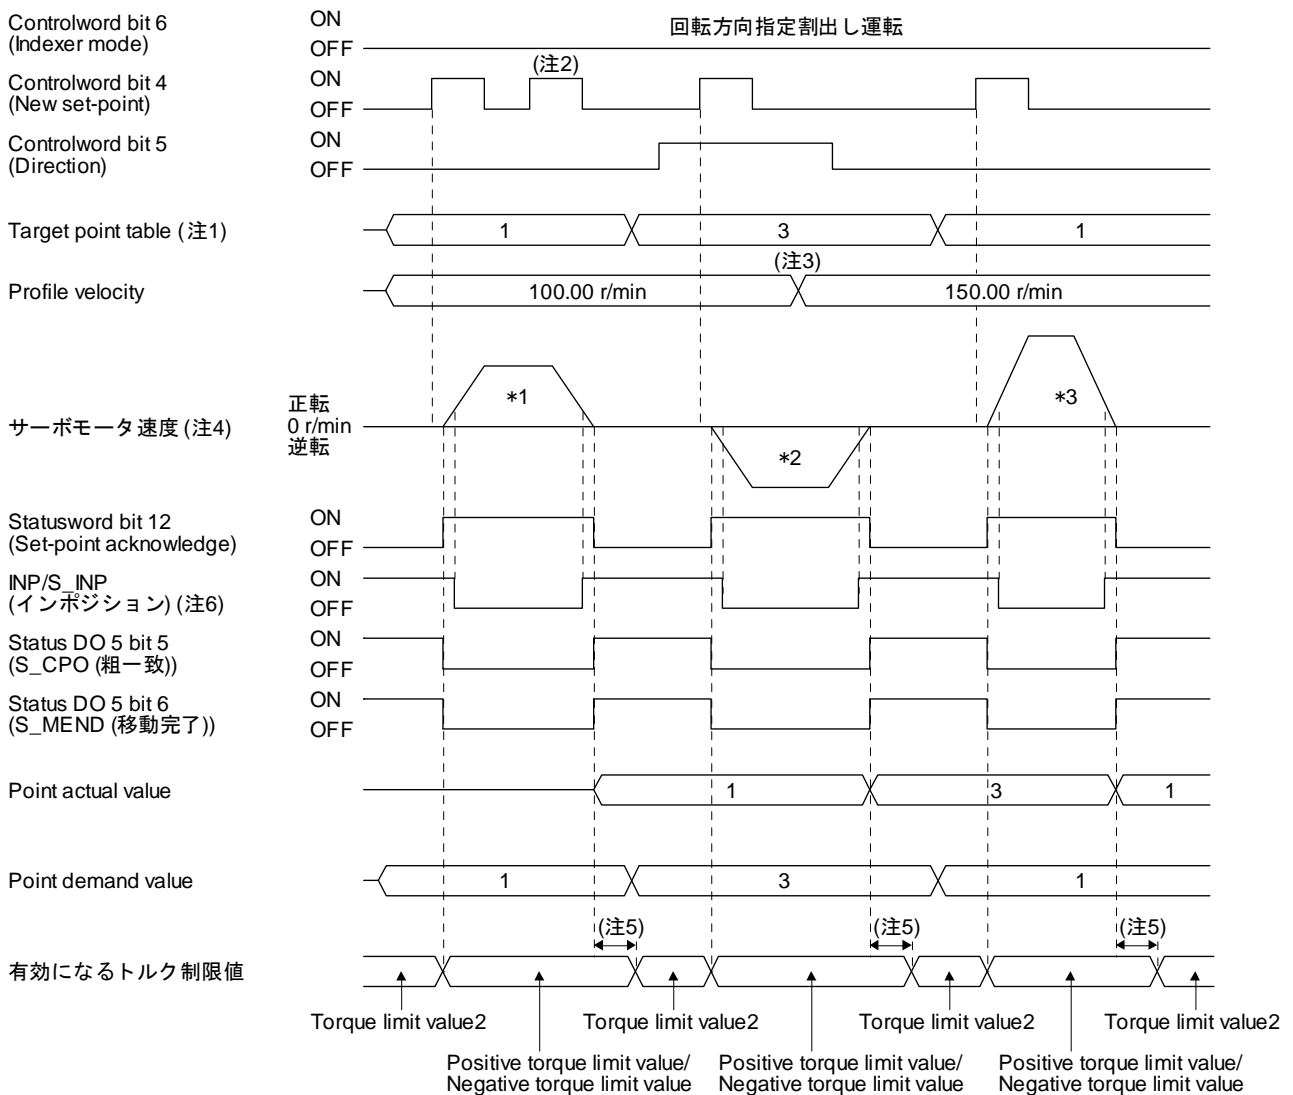 Controlword bit 6
(Indexer mode)
ON
OFF
回転方向指定割出し運転
Controlword bit 4
(New set-point)
ON
OFF
(注2)
Controlword bit 5
(Direction)
ON
OFF
Target point table (注1)
1
3
1
(注3)
Profile velocity
100.00 r/min
150.00 r/min
サーボモータ速度 (注4)
正転
0 r/min
逆転
*1
*2
*3
Statusword bit 12
(Set-point acknowledge)
ON
OFF
INP/S_INP
(インポジション) (注6)
ON
OFF
Status DO 5 bit 5
(S_CPO (粗一致))
ON
OFF
Status DO 5 bit 6
(S_MEND (移動完了))
ON
OFF
Point actual value
1
3
1
Point demand value
1
3
1
(注5)
(注5)
(注5)
有効になるトルク制限値
Torque limit value2
Torque limit value2
Torque limit value2
Torque limit value2
Positive torque limit value/
Negative torque limit value
Positive torque limit value/
Negative torque limit value
Positive torque limit value/
Negative torque limit value